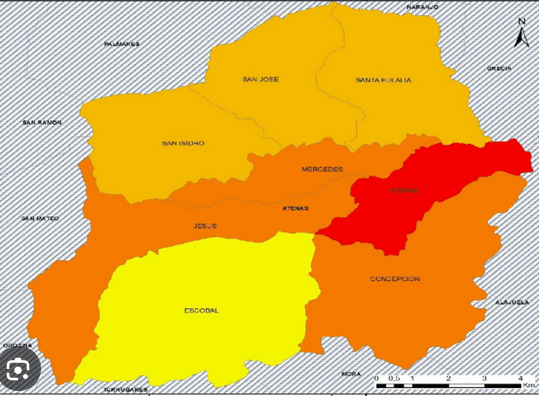 NARANJO
N
PALMARES
GRECIA
SAN JOSE
SANTA EULALIA
SAN RAMON
SAN ISIDRO
MERCEDES
ATENAS
ATENAS
SAN MATEO
JESUS
CONCEPCION
ALAJUELA
ESCOBAL
OROTINA
MORA
TURRUBARES
0 0,5 1 2 3 4
Km